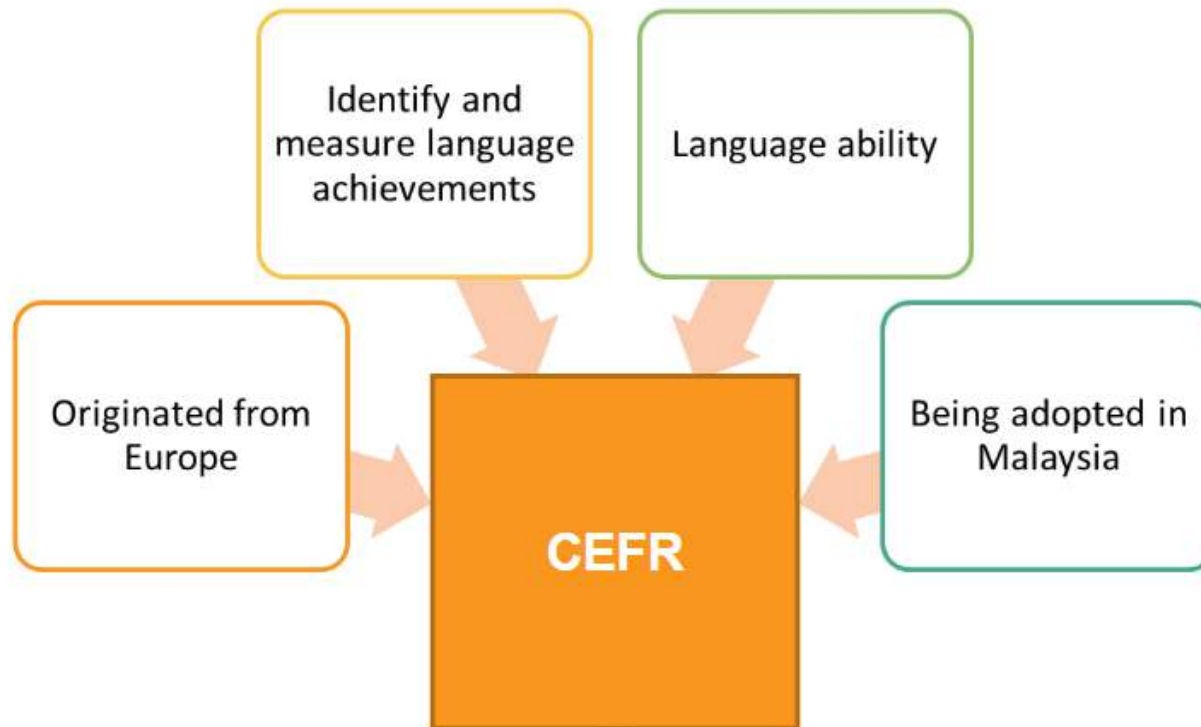 Identify and
measure language
achievements
Language ability
Originated from
Europe
Being adopted in
Malaysia
CEFR